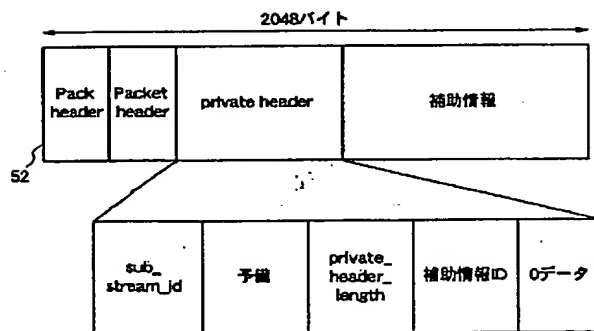 2048バイト
Pack
header
Packet
header
private header
補助情報
52
sub_
stream_id
予備
private_
header_
length
補助情報ID
0データ